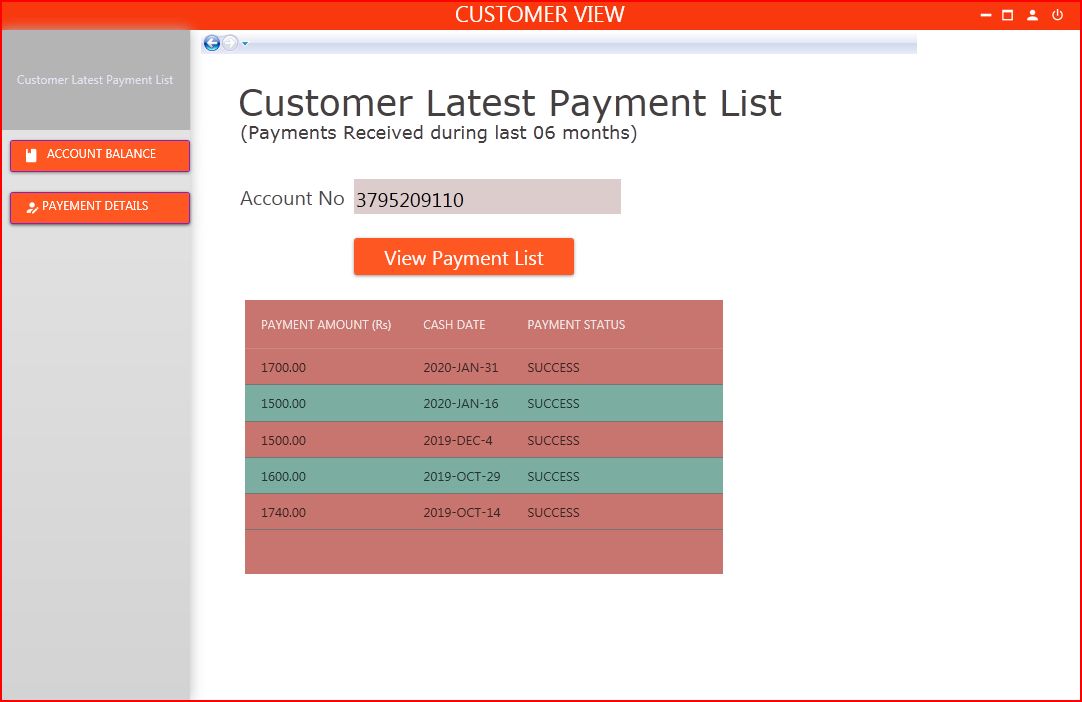 CUSTOMER VIEW
Customer Latest Payment List
ACCOUNT BALANCE
PAYEMENT DETAILS
Customer Latest Payment List
(Payments Received during last 06 months)
Account No 3795209110
View Payment List
PAYMENT AMOUNT (Rs) CASH DATE PAYMENT STATUS
1700.00 2020-JAN-31 SUCCESS
1500.00 2020-JAN-16 SUCCESS
1500.00 2019-DEC-4 SUCCESS
1600.00 2019-OCT-29 SUCCESS
1740.00 2019-OCT-14 SUCCESS